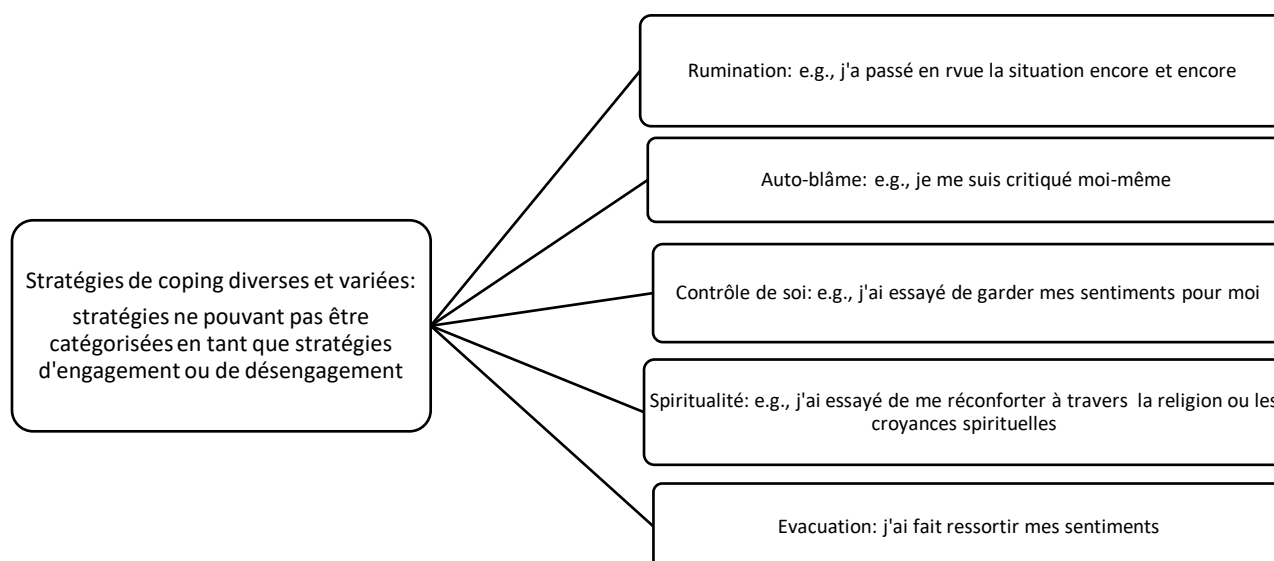 Rumination: e.g., j'a passé en rvue la situation encore et encore
Auto-blâme: e.g., je me suis critiqué moi-même
Stratégies de coping diverses et variées:
stratégies ne pouvant pas être
catégorisées en tant que stratégies
d'engagement ou de désengagement
Contrôle de soi: e.g., j'ai essayé de garder mes sentiments pour moi
Spiritualité: e.g., j'ai essayé de me réconforter à travers la religion ou les
croyances spirituelles
Evacuation: j'ai fait ressortir mes sentiments